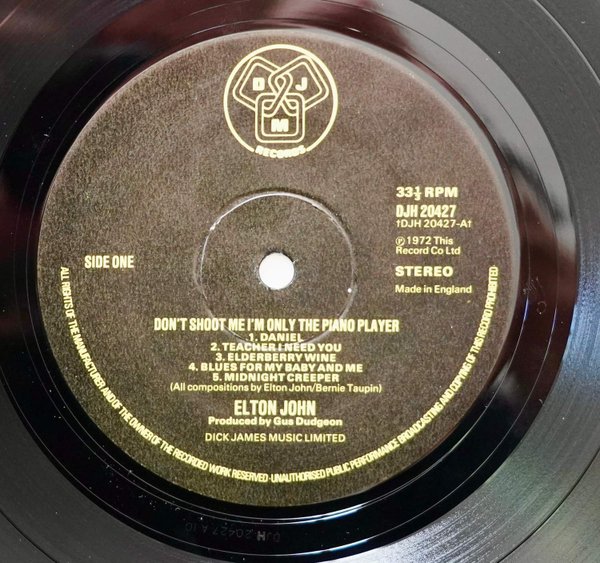 D J
M
RECORDS
33⅓ RPM
DJH 20427
†DJH 20427-A†
Ⓟ1972 This
Record Co Ltd
SIDE ONE
STEREO
Made in England
DON'T SHOOT ME I'M ONLY THE PIANO PLAYER
1. DANIEL
2. TEACHER I NEED YOU
3. ELDERBERRY WINE
4. BLUES FOR MY BABY AND ME
5. MIDNIGHT CREEPER
(All compositions by Elton John/Bernie Taupin)
ELTON JOHN
Produced by Gus Dudgeon
DICK JAMES MUSIC LIMITED
ALL RIGHTS OF THE MANUFACTURER AND OF THE OWNER OF THE RECORDED WORK RESERVED·UNAUTHORISED PUBLIC PERFORMANCE BROADCASTING AND COPYING OF THIS RECORD PROHIBITED
DJH 20427 A